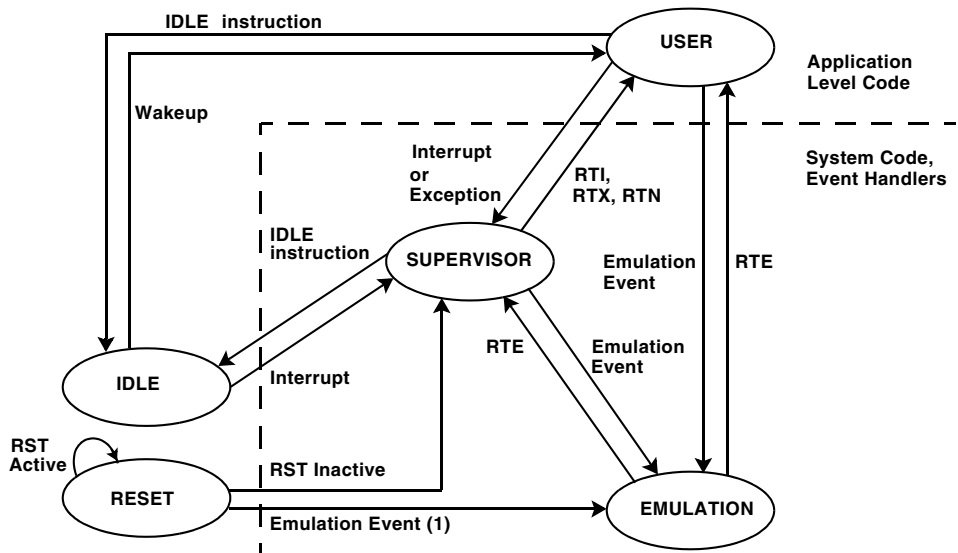 IDLE instruction
USER
Application
Level Code
Wakeup
Interrupt
or
Exception
RTI,
RTX, RTN
System Code,
Event Handlers
IDLE
instruction
SUPERVISOR
Emulation
Event
RTE
RTE
Emulation
Event
IDLE
Interrupt
RST
Active
RESET
RST Inactive
Emulation Event (1)
EMULATION